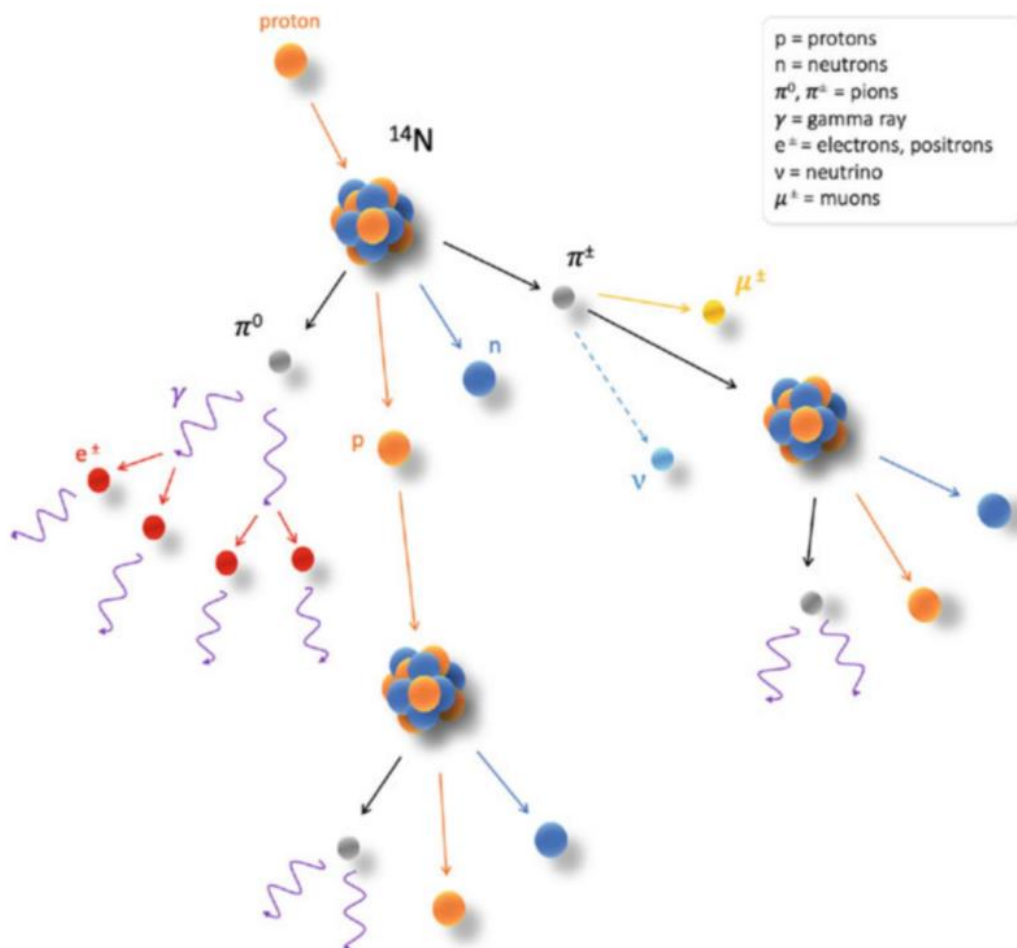 proton
p = protons
n = neutrons
π⁰, π± = pions
γ = gamma ray
e± = electrons, positrons
ν = neutrino
μ± = muons
¹⁴N
π±
μ±
π⁰
n
γ
p
e±
ν